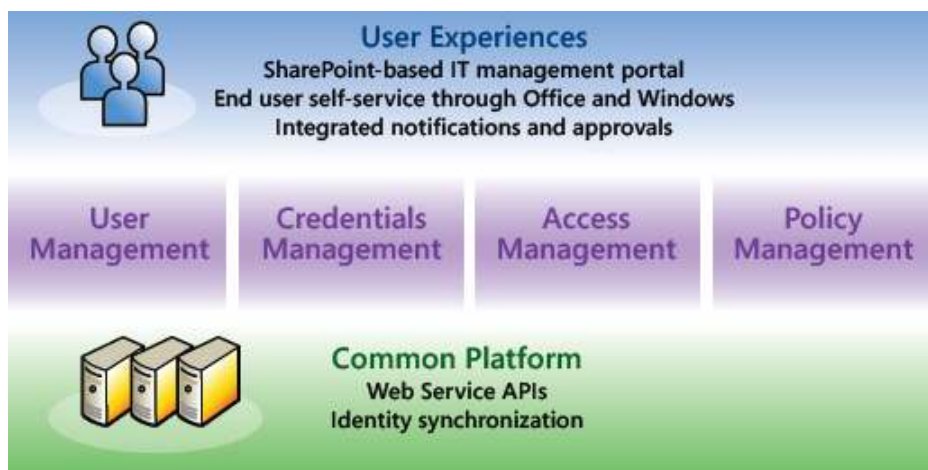 User Experiences
SharePoint-based IT management portal
End user self-service through Office and Windows
Integrated notifications and approvals
User
Management
Credentials
Management
Access
Management
Policy
Management
Common Platform
Web Service APIs
Identity synchronization